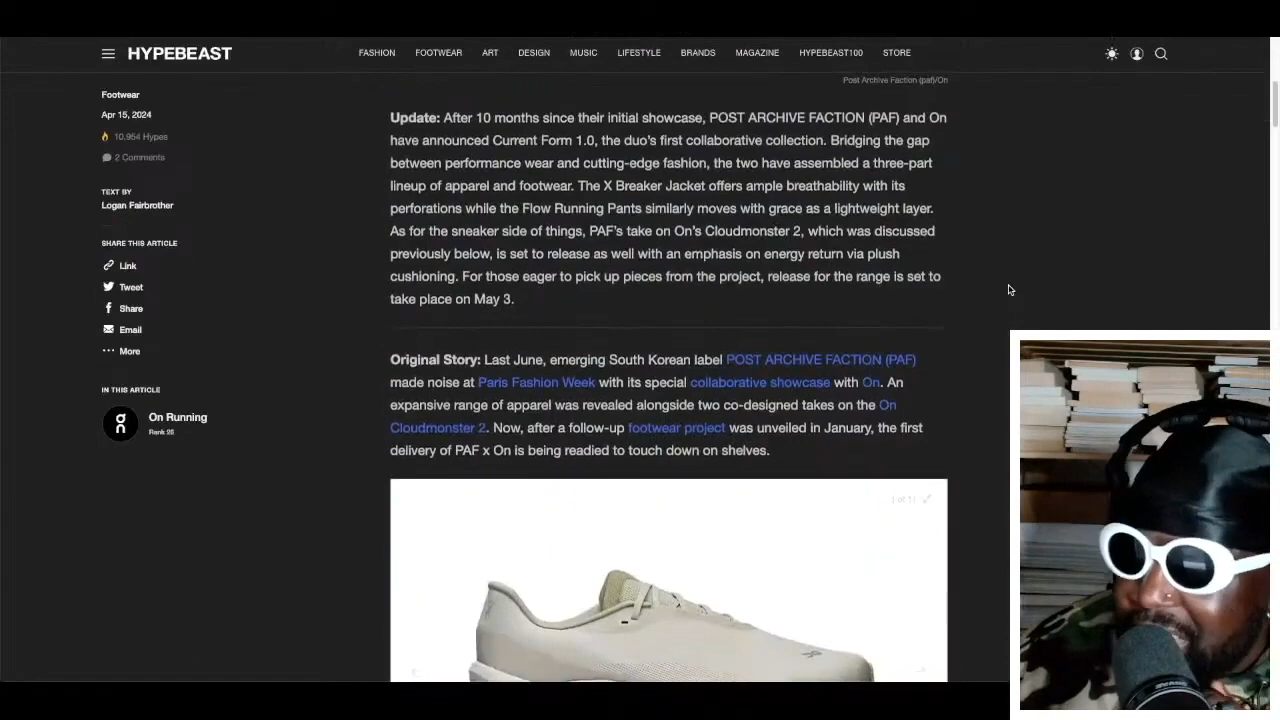 HYPEBEAST
FASHION FOOTWEAR ART DESIGN MUSIC LIFESTYLE BRANDS MAGAZINE HYPEBEAST100 STORE
Post Archive Faction (paf)/On
Footwear
Apr 15, 2024
10,954 Hypes
2 Comments
TEXT BY
Logan Fairbrother
SHARE THIS ARTICLE
Link
Tweet
Share
Email
More
IN THIS ARTICLE
On Running
Rank 26
Update: After 10 months since their initial showcase, POST ARCHIVE FACTION (PAF) and On
have announced Current Form 1.0, the duo's first collaborative collection. Bridging the gap
between performance wear and cutting-edge fashion, the two have assembled a three-part
lineup of apparel and footwear. The X Breaker Jacket offers ample breathability with its
perforations while the Flow Running Pants similarly moves with grace as a lightweight layer.
As for the sneaker side of things, PAF's take on On's Cloudmonster 2, which was discussed
previously below, is set to release as well with an emphasis on energy return via plush
cushioning. For those eager to pick up pieces from the project, release for the range is set to
take place on May 3.
Original Story: Last June, emerging South Korean label POST ARCHIVE FACTION (PAF)
made noise at Paris Fashion Week with its special collaborative showcase with On. An
expansive range of apparel was revealed alongside two co-designed takes on the On
Cloudmonster 2. Now, after a follow-up footwear project was unveiled in January, the first
delivery of PAF x On is being readied to touch down on shelves.
1 of 11